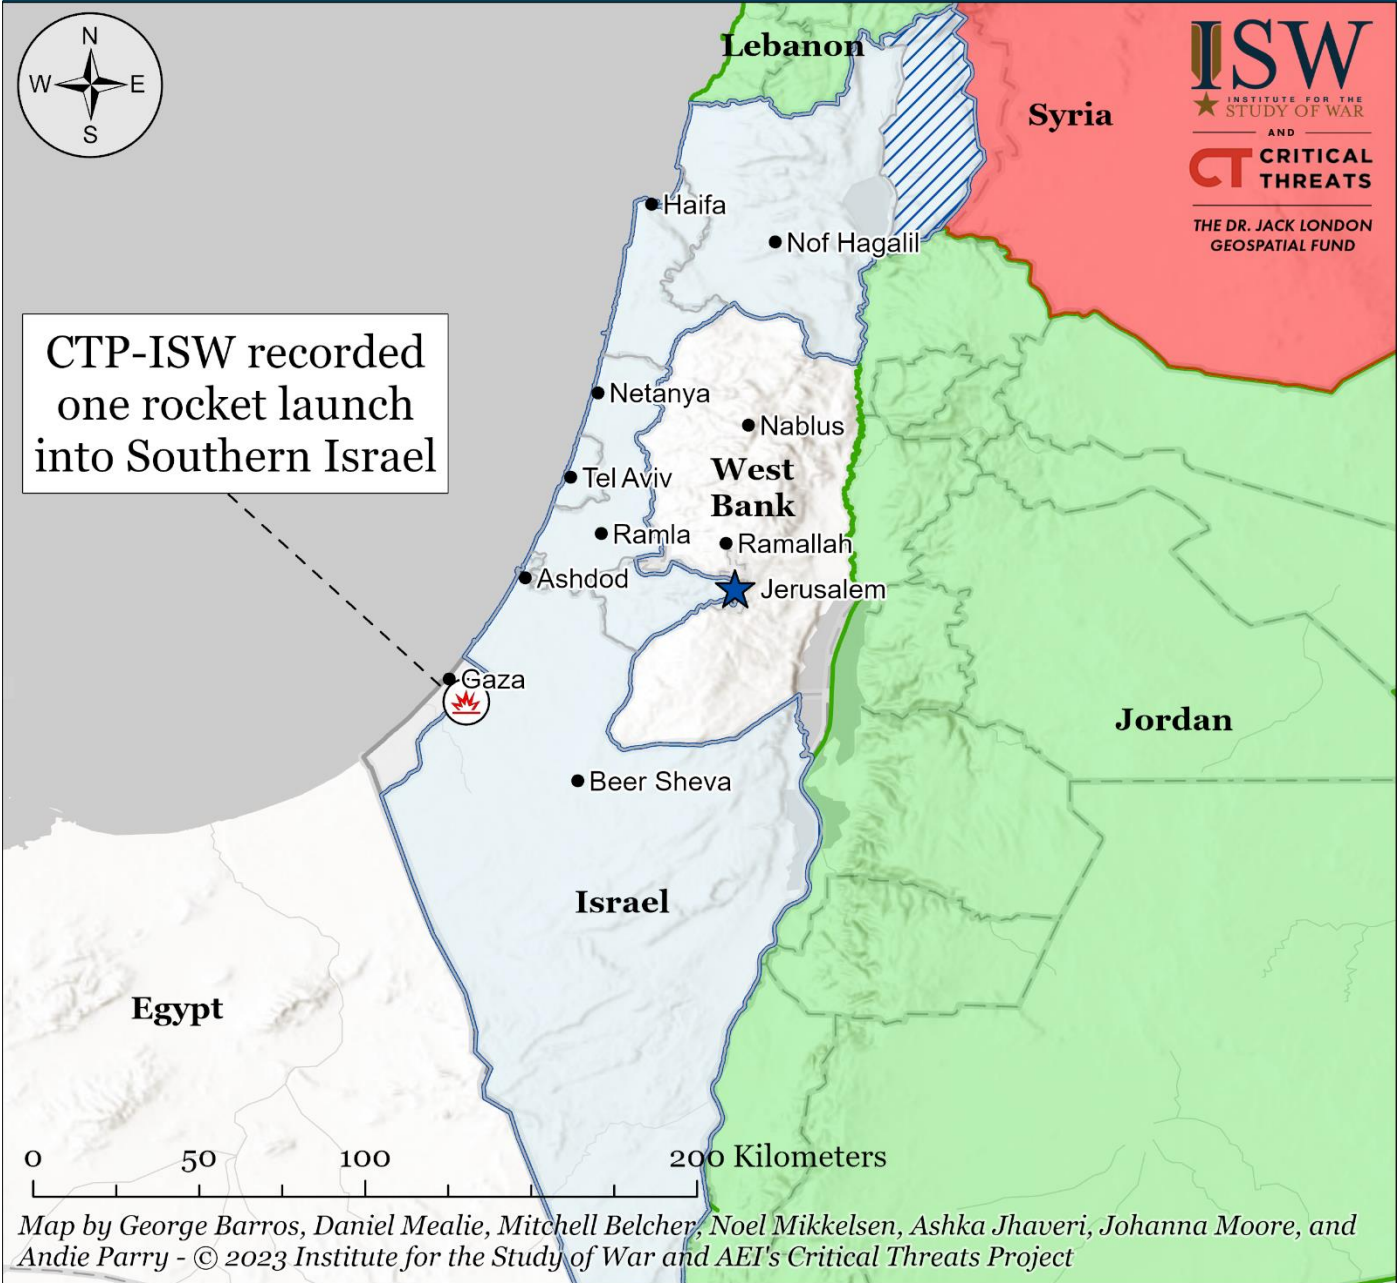 N
W
E
S
Lebanon
Syria
ISW
INSTITUTE FOR THE
STUDY OF WAR
AND
CT CRITICAL
THREATS
THE DR. JACK LONDON
GEOSPATIAL FUND
Haifa
Nof Hagalil
CTP-ISW recorded
one rocket launch
into Southern Israel
Netanya
Nablus
Tel Aviv
West
Bank
Ramla
Ramallah
Ashdod
Jerusalem
Gaza
Jordan
Beer Sheva
Israel
Egypt
0 50 100 200 Kilometers
Map by George Barros, Daniel Mealie, Mitchell Belcher, Noel Mikkelsen, Ashka Jhaveri, Johanna Moore, and
Andie Parry - © 2023 Institute for the Study of War and AEI's Critical Threats Project